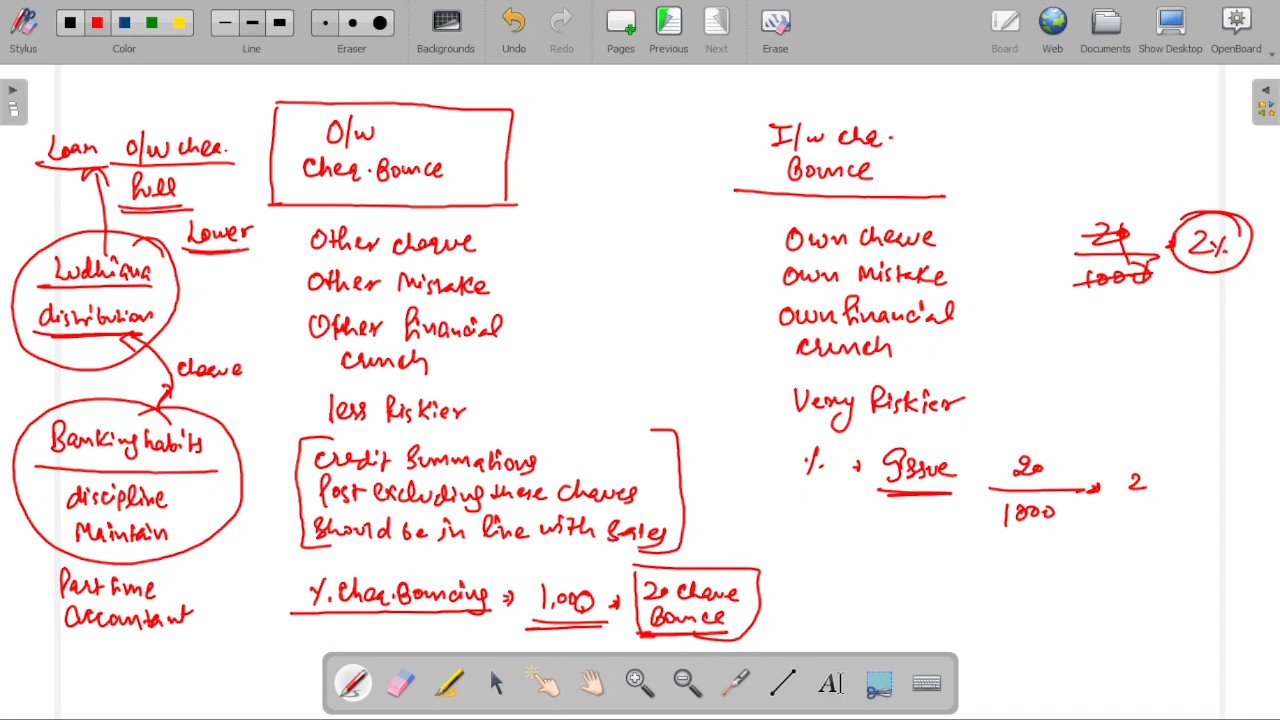 Stylus
Color
Line
Eraser
Backgrounds
Undo
Redo
Pages
Previous
Next
Erase
Board
Web
Documents
Show Desktop
OpenBoard
Loan O/W Cheq.
Lower
Ludhiana
distribution
Cheque
Banking habits
discipline
Maintain
Part time
accountant
O/W
Cheq. Bounce
Other cheque
Other Mistake
Other financial
crunch
less Riskier
Credit Summations
Post excluding these Cheques
Should be in line with Sales
%. Cheq. Bouncing → 1,000 → 20 Cheque
Bounce
I/W chq.
Bounce
Own cheque
Own Mistake
Own financial
crunch
Very Riskier
% → Issue 20
1000 → 2
20
1000 → 2%
AI